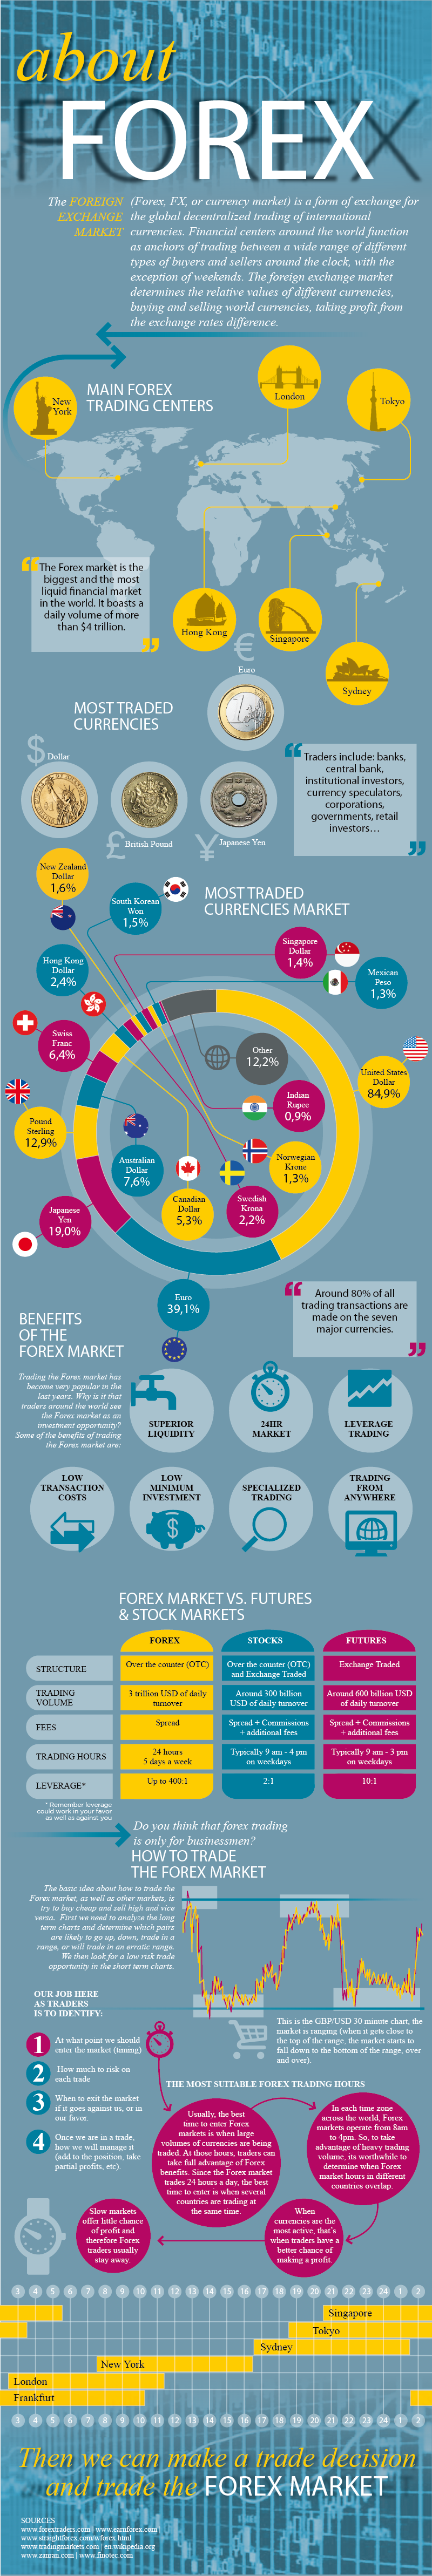 about
FOREX
The FOREIGN
EXCHANGE
MARKET
(Forex, FX, or currency market) is a form of exchange for
the global decentralized trading of international
currencies. Financial centers around the world function
as anchors of trading between a wide range of different
types of buyers and sellers around the clock, with the
exception of weekends. The foreign exchange market
determines the relative values of different currencies,
buying and selling world currencies, taking profit from
the exchange rates difference.
MAIN FOREX
TRADING CENTERS
New
York
London
Tokyo
Hong Kong
Singapore
Sydney
“ The Forex market is the
biggest and the most
liquid financial market
in the world. It boasts a
daily volume of more
than $4 trillion. ”
MOST TRADED
CURRENCIES
€
Euro
$ Dollar
£ British Pound
¥ Japanese Yen
“ Traders include: banks,
central bank,
institutional investors,
currency speculators,
corporations,
governments, retail
investors… ”
MOST TRADED
CURRENCIES MARKET
New Zealand
Dollar
1,6%
South Korean
Won
1,5%
Singapore
Dollar
1,4%
Mexican
Peso
1,3%
Hong Kong
Dollar
2,4%
Swiss
Franc
6,4%
Other
12,2%
United States
Dollar
84,9%
Indian
Rupee
0,9%
Pound
Sterling
12,9%
Australian
Dollar
7,6%
Norwegian
Krone
1,3%
Canadian
Dollar
5,3%
Swedish
Krona
2,2%
Japanese
Yen
19,0%
Euro
39,1%
“ Around 80% of all
trading transactions are
made on the seven
major currencies. ”
BENEFITS
OF THE
FOREX MARKET
Trading the Forex market has
become very popular in the
last years. Why is it that
traders around the world see
the Forex market as an
investment opportunity?
Some of the benefits of trading
the Forex market are:
SUPERIOR
LIQUIDITY
24HR
MARKET
LEVERAGE
TRADING
LOW
TRANSACTION
COSTS
LOW
MINIMUM
INVESTMENT
$
SPECIALIZED
TRADING
TRADING
FROM
ANYWHERE
FOREX MARKET VS. FUTURES
& STOCK MARKETS
FOREX
STOCKS
FUTURES
STRUCTURE
Over the counter (OTC)
Over the counter (OTC)
and Exchange Traded
Exchange Traded
TRADING
VOLUME
3 trillion USD of daily
turnover
Around 300 billion
USD of daily turnover
Around 600 billion USD
of daily turnover
FEES
Spread
Spread + Commissions
+ additional fees
Spread + Commissions
+ additional fees
TRADING HOURS
24 hours
5 days a week
Typically 9 am - 4 pm
on weekdays
Typically 9 am - 3 pm
on weekdays
LEVERAGE*
Up to 400:1
2:1
10:1
* Remember leverage
could work in your favor
as well as against you
Do you think that forex trading
is only for businessmen?
HOW TO TRADE
THE FOREX MARKET
The basic idea about how to trade the
Forex market, as well as other markets, is
try to buy cheap and sell high and vice
versa. First we need to analyze the long
term charts and determine which pairs
are likely to go up, down, trade in a
range, or will trade in an erratic range.
We then look for a low risk trade
opportunity in the short term charts.
This is the GBP/USD 30 minute chart, the
market is ranging (when it gets close to
the top of the range, the market starts to
fall down to the bottom of the range, over
and over).
OUR JOB HERE
AS TRADERS
IS TO IDENTIFY:
1 At what point we should
enter the market (timing)
2 How much to risk on
each trade
3 When to exit the market
if it goes against us, or in
our favor.
4 Once we are in a trade,
how we will manage it
(add to the position, take
partial profits, etc).
THE MOST SUITABLE FOREX TRADING HOURS
Usually, the best
time to enter Forex
markets is when large
volumes of currencies are being
traded. At those hours, traders can
take full advantage of Forex
benefits. Since the Forex market
trades 24 hours a day, the best
time to enter is when several
countries are trading at
the same time.
In each time zone
across the world, Forex
markets operate from 8am
to 4pm. So, to take
advantage of heavy trading
volume, its worthwhile to
determine when Forex
market hours in different
countries overlap.
When
currencies are the
most active, that's
when traders have a
better chance of
making a profit.
Slow markets
offer little chance
of profit and
therefore Forex
traders usually
stay away.
3 4 5 6 7 8 9 10 11 12 13 14 15 16 17 18 19 20 21 22 23 24 1 2
Singapore
Tokyo
Sydney
New York
London
Frankfurt
3 4 5 6 7 8 9 10 11 12 13 14 15 16 17 18 19 20 21 22 23 24 1 2
Then we can make a trade decision
and trade the FOREX MARKET
SOURCES
www.forextraders.com | www.earnforex.com
www.straightforex.com/wforex.html
www.tradingmarkets.com | en.wikipedia.org
www.zanran.com | www.finotec.com